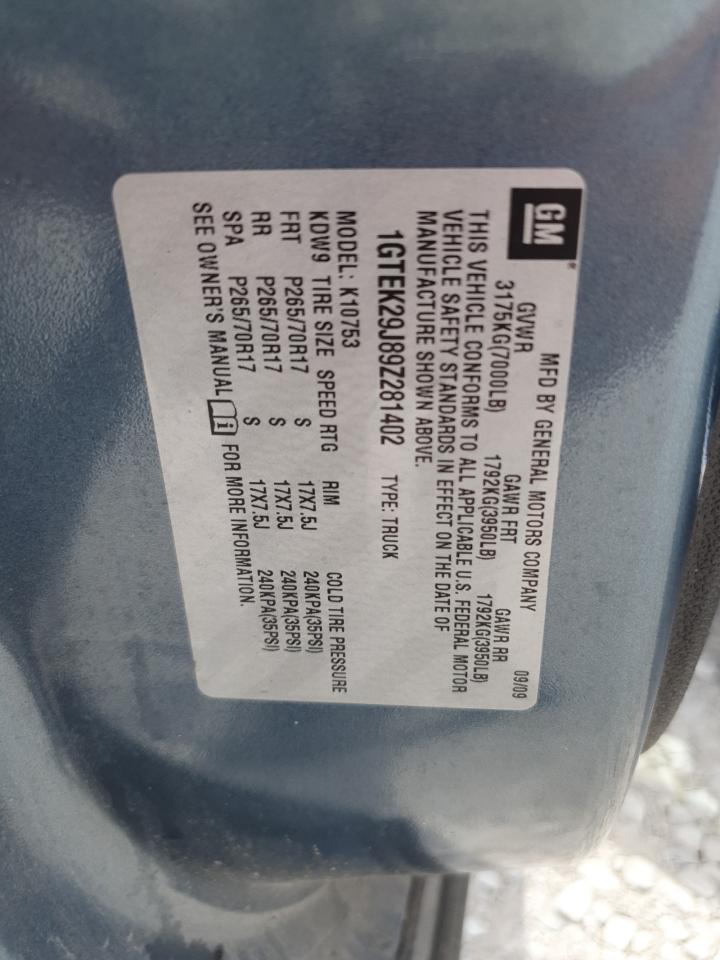 GM
MFD BY GENERAL MOTORS COMPANY 09/09
GVWR GAWR FRT GAWR RR
3175KG(7000LB) 1792KG(3950LB) 1792KG(3950LB)
THIS VEHICLE CONFORMS TO ALL APPLICABLE U.S. FEDERAL MOTOR
VEHICLE SAFETY STANDARDS IN EFFECT ON THE DATE OF
MANUFACTURE SHOWN ABOVE.
1GTEK29J89Z281402 TYPE: TRUCK
MODEL: K10753
KDW9 TIRE SIZE SPEED RTG RIM COLD TIRE PRESSURE
FRT P265/70R17 S 17X7.5J 240KPA(35PSI)
RR P265/70R17 S 17X7.5J 240KPA(35PSI)
SPA P265/70R17 S 17X7.5J 240KPA(35PSI)
SEE OWNER'S MANUAL FOR MORE INFORMATION.